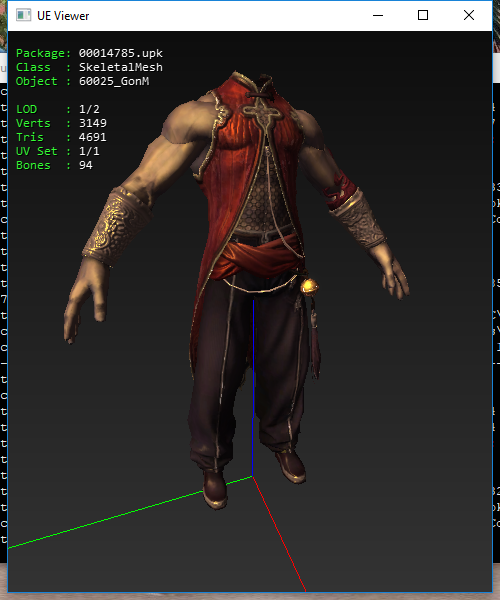 UE Viewer
Package: 00014785.upk
Class : SkeletalMesh
Object : 60025_GonM
LOD : 1/2
Verts : 3149
Tris : 4691
UV Set : 1/1
Bones : 94